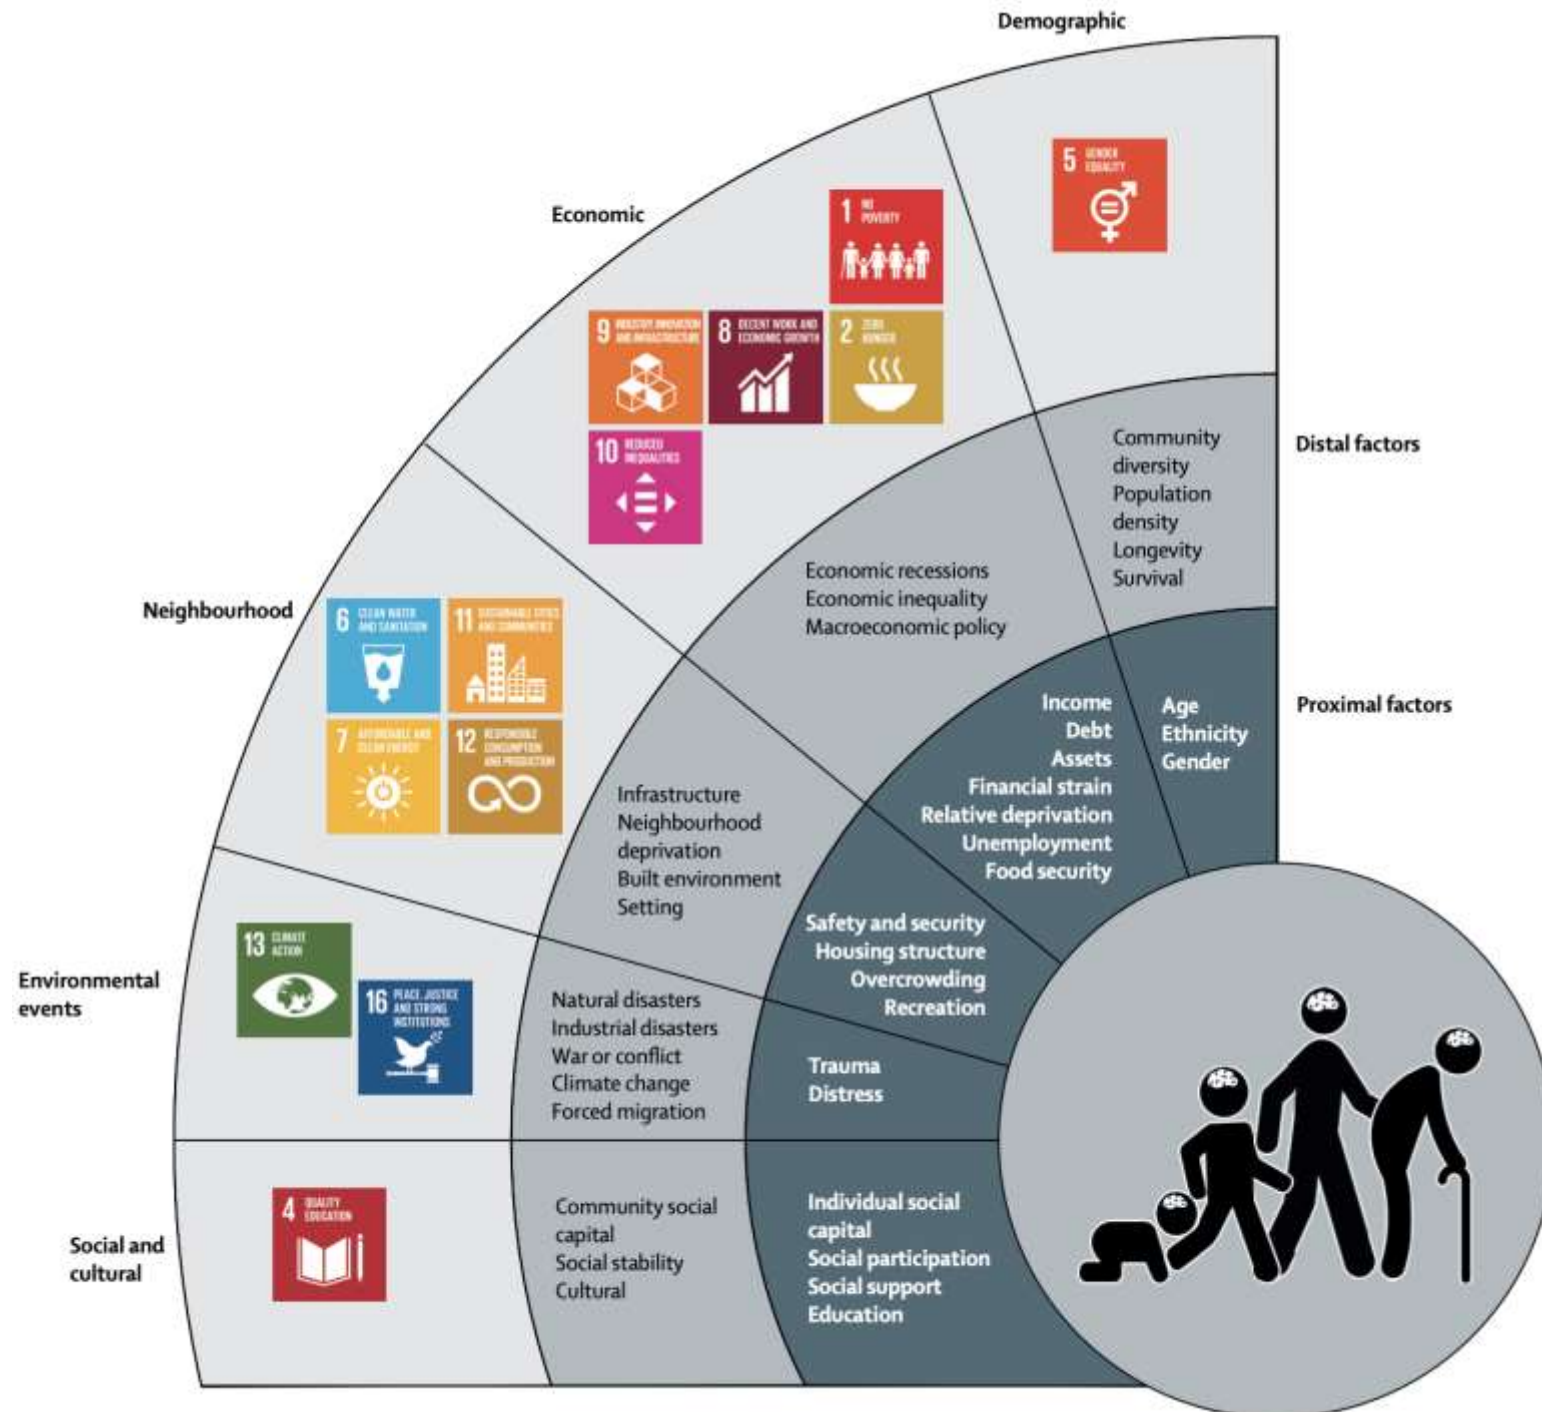 Demographic
5 GENDER
EQUALITY
Economic
1 NO
POVERTY
9 INDUSTRY, INNOVATION
AND INFRASTRUCTURE
8 DECENT WORK AND
ECONOMIC GROWTH
2 ZERO
HUNGER
10 REDUCED
INEQUALITIES
Community
diversity
Population
density
Longevity
Survival
Distal factors
Economic recessions
Economic inequality
Macroeconomic policy
Neighbourhood
6 CLEAN WATER
AND SANITATION
11 SUSTAINABLE CITIES
AND COMMUNITIES
7 AFFORDABLE AND
CLEAN ENERGY
12 RESPONSIBLE
CONSUMPTION
AND PRODUCTION
Income
Debt
Assets
Financial strain
Relative deprivation
Unemployment
Food security
Age
Ethnicity
Gender
Proximal factors
Infrastructure
Neighbourhood
deprivation
Built environment
Setting
Safety and security
Housing structure
Overcrowding
Recreation
Environmental
events
13 CLIMATE
ACTION
16 PEACE, JUSTICE
AND STRONG
INSTITUTIONS
Natural disasters
Industrial disasters
War or conflict
Climate change
Forced migration
Trauma
Distress
Social and
cultural
4 QUALITY
EDUCATION
Community social
capital
Social stability
Cultural
Individual social
capital
Social participation
Social support
Education